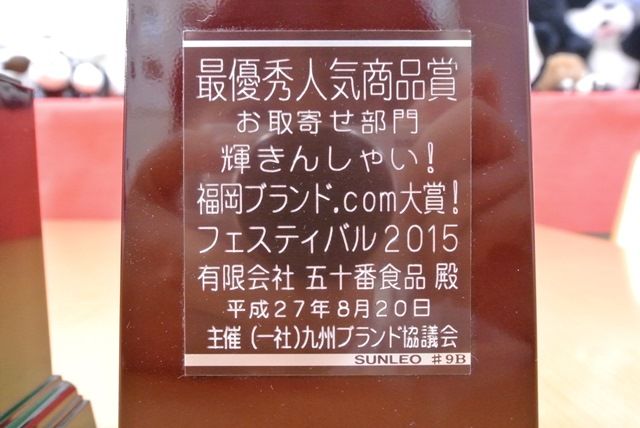 最優秀人気商品賞
お取寄せ部門
輝きんしゃい!
福岡ブランド.com大賞!
フェスティバル2015
有限会社 五十番食品 殿
平成27年8月20日
主催(一社)九州ブランド協議会
SUNLEO #9B